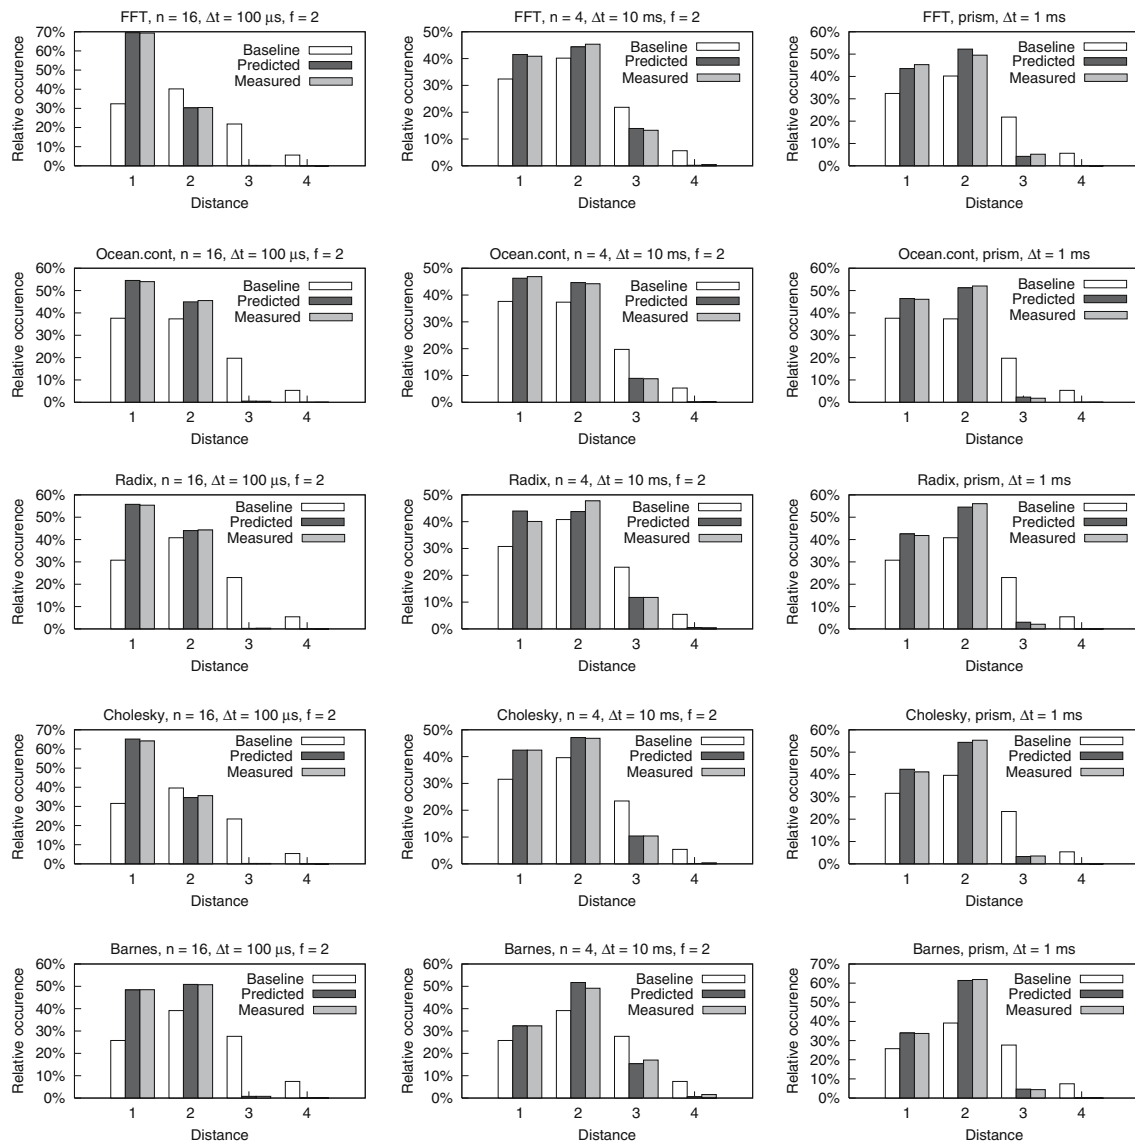 FFT, n = 16, Δt = 100 μs, f = 2
Relative occurence
70%
60%
50%
40%
30%
20%
10%
0%
Baseline
Predicted
Measured
1 2 3 4
Distance
FFT, n = 4, Δt = 10 ms, f = 2
Relative occurence
50%
40%
30%
20%
10%
0%
Baseline
Predicted
Measured
1 2 3 4
Distance
FFT, prism, Δt = 1 ms
Relative occurence
60%
50%
40%
30%
20%
10%
0%
Baseline
Predicted
Measured
1 2 3 4
Distance
Ocean.cont, n = 16, Δt = 100 μs, f = 2
Relative occurence
60%
50%
40%
30%
20%
10%
0%
Baseline
Predicted
Measured
1 2 3 4
Distance
Ocean.cont, n = 4, Δt = 10 ms, f = 2
Relative occurence
50%
40%
30%
20%
10%
0%
Baseline
Predicted
Measured
1 2 3 4
Distance
Ocean.cont, prism, Δt = 1 ms
Relative occurence
60%
50%
40%
30%
20%
10%
0%
Baseline
Predicted
Measured
1 2 3 4
Distance
Radix, n = 16, Δt = 100 μs, f = 2
Relative occurence
60%
50%
40%
30%
20%
10%
0%
Baseline
Predicted
Measured
1 2 3 4
Distance
Radix, n = 4, Δt = 10 ms, f = 2
Relative occurence
50%
40%
30%
20%
10%
0%
Baseline
Predicted
Measured
1 2 3 4
Distance
Radix, prism, Δt = 1 ms
Relative occurence
60%
50%
40%
30%
20%
10%
0%
Baseline
Predicted
Measured
1 2 3 4
Distance
Cholesky, n = 16, Δt = 100 μs, f = 2
Relative occurence
70%
60%
50%
40%
30%
20%
10%
0%
Baseline
Predicted
Measured
1 2 3 4
Distance
Cholesky, n = 4, Δt = 10 ms, f = 2
Relative occurence
50%
40%
30%
20%
10%
0%
Baseline
Predicted
Measured
1 2 3 4
Distance
Cholesky, prism, Δt = 1 ms
Relative occurence
60%
50%
40%
30%
20%
10%
0%
Baseline
Predicted
Measured
1 2 3 4
Distance
Barnes, n = 16, Δt = 100 μs, f = 2
Relative occurence
60%
50%
40%
30%
20%
10%
0%
Baseline
Predicted
Measured
1 2 3 4
Distance
Barnes, n = 4, Δt = 10 ms, f = 2
Relative occurence
60%
50%
40%
30%
20%
10%
0%
Baseline
Predicted
Measured
1 2 3 4
Distance
Barnes, prism, Δt = 1 ms
Relative occurence
70%
60%
50%
40%
30%
20%
10%
0%
Baseline
Predicted
Measured
1 2 3 4
Distance